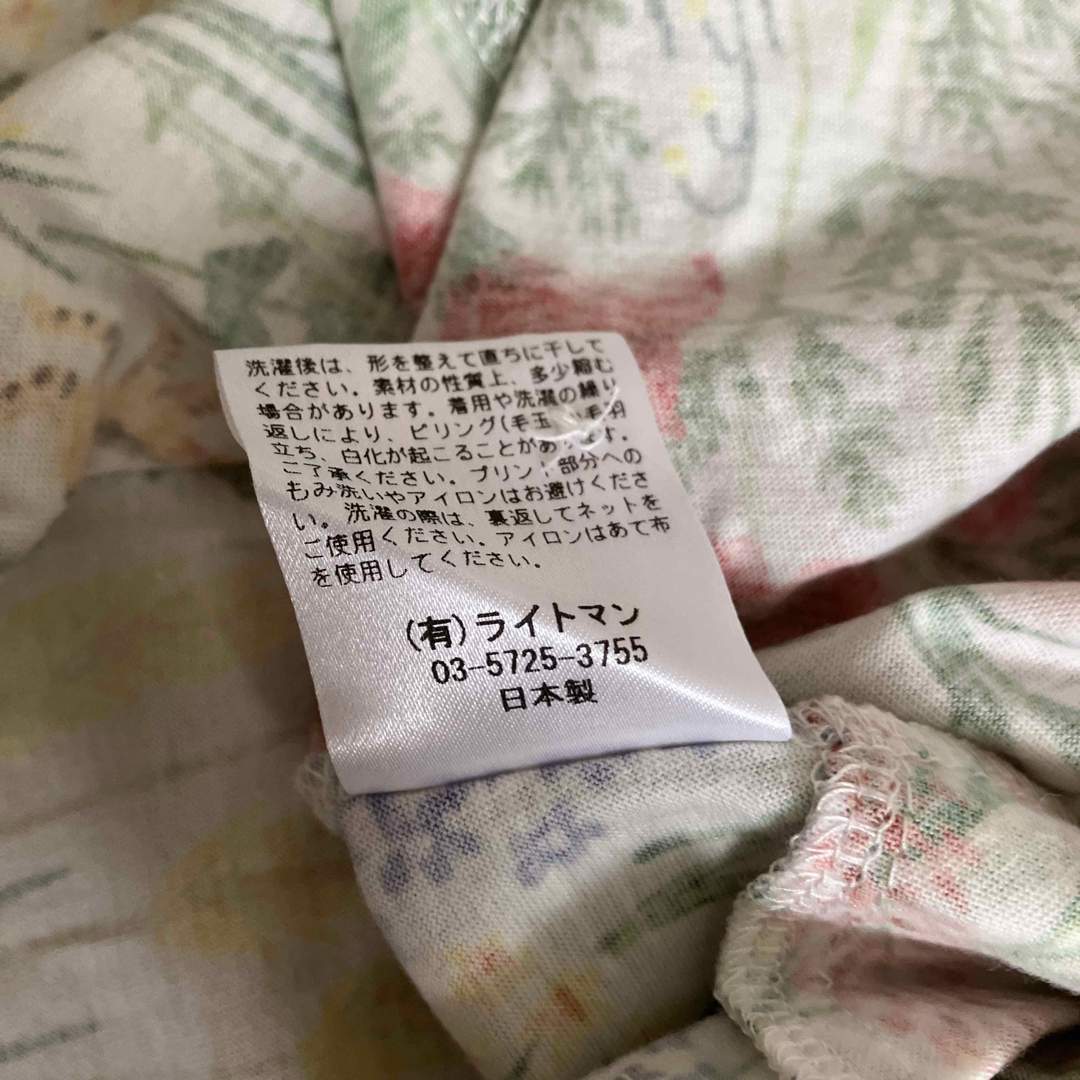 洗濯後は、形を整えて直ちに干して
ください。素材の性質上、多少縮む
場合があります。着用や洗濯の繰り
返しにより、ピリング(毛玉 毛羽
立ち、白化が起こることがあります。
ご了承ください。プリント部分への
もみ洗いやアイロンはお避けくださ
い。洗濯の際は、裏返してネットを
ご使用ください。アイロンはあて布
を使用してください。
(有)ライトマン
03-5725-3755
日本製